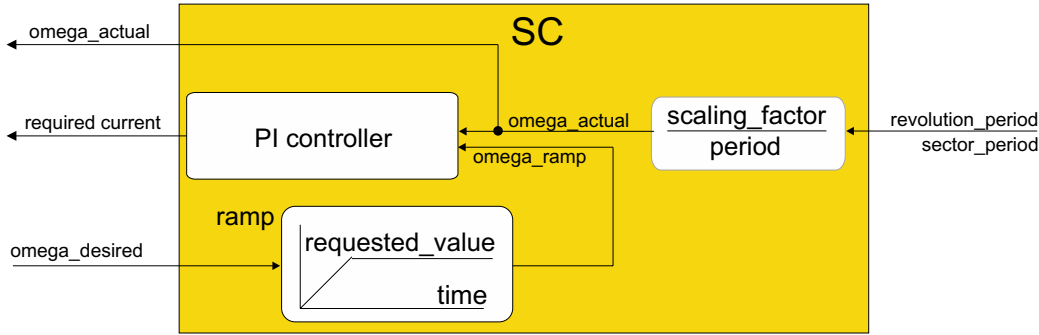 SC
omega_actual
required current
PI controller
omega_actual
omega_ramp
scaling_factor
period
revolution_period
sector_period
ramp
omega_desired
requested_value
time